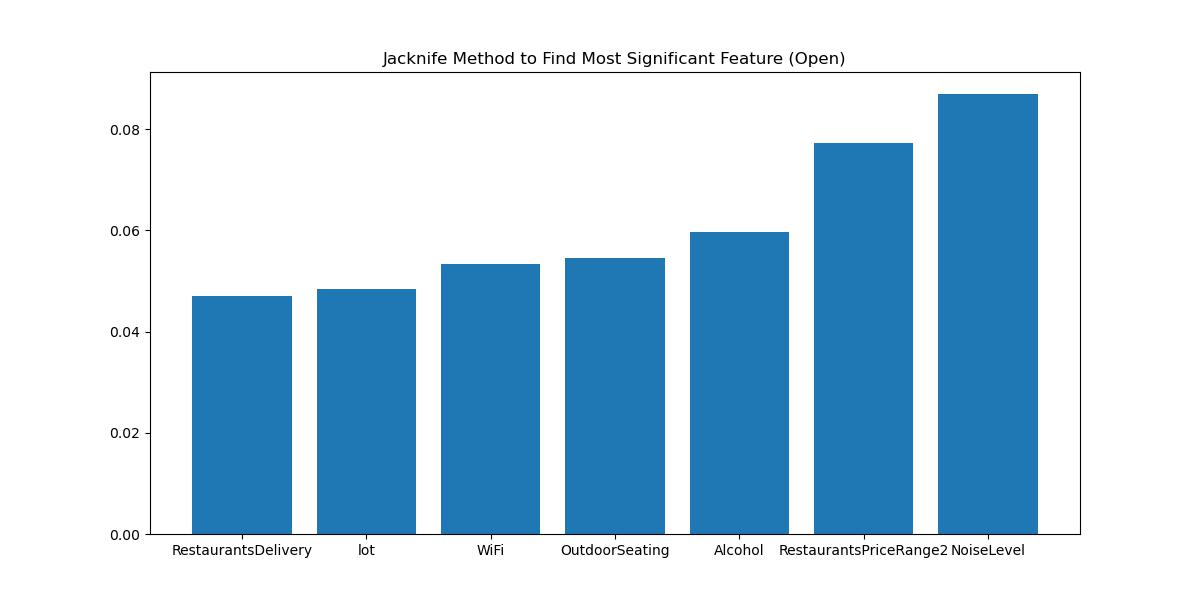 Jacknife Method to Find Most Significant Feature (Open)
0.08
0.06
0.04
0.02
0.00
RestaurantsDelivery lot WiFi OutdoorSeating Alcohol RestaurantsPriceRange2 NoiseLevel